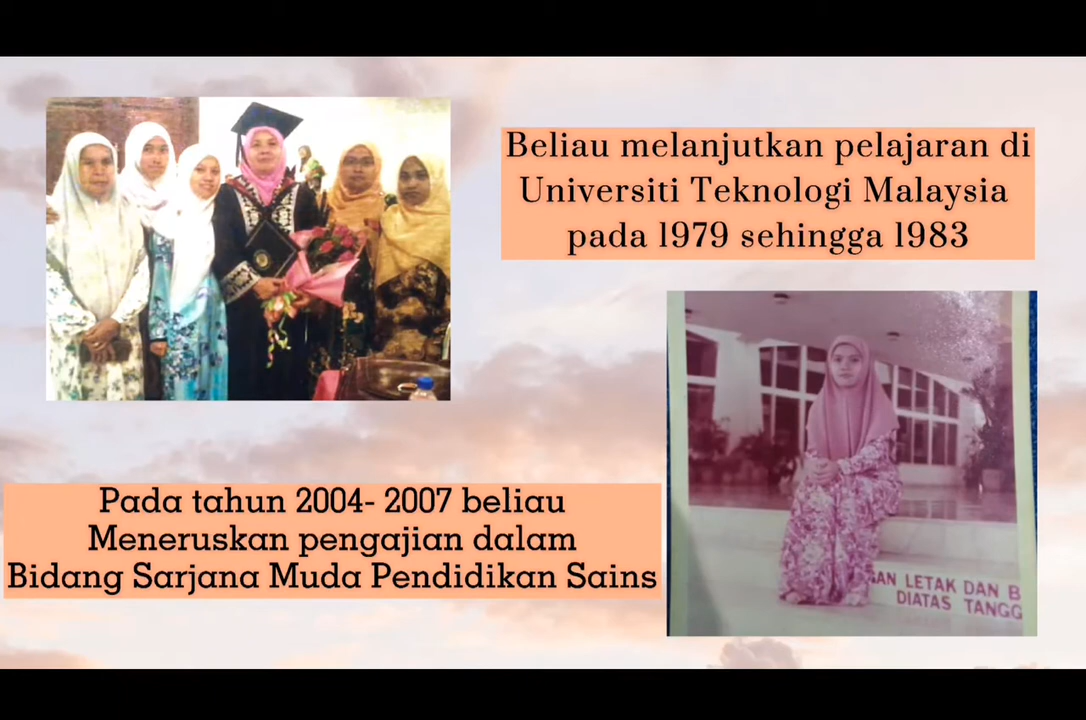 Beliau melanjutkan pelajaran di
Universiti Teknologi Malaysia
pada 1979 sehingga 1983
Pada tahun 2004- 2007 beliau
Meneruskan pengajian dalam
Bidang Sarjana Muda Pendidikan Sains
LETAK DAN
DIATAS